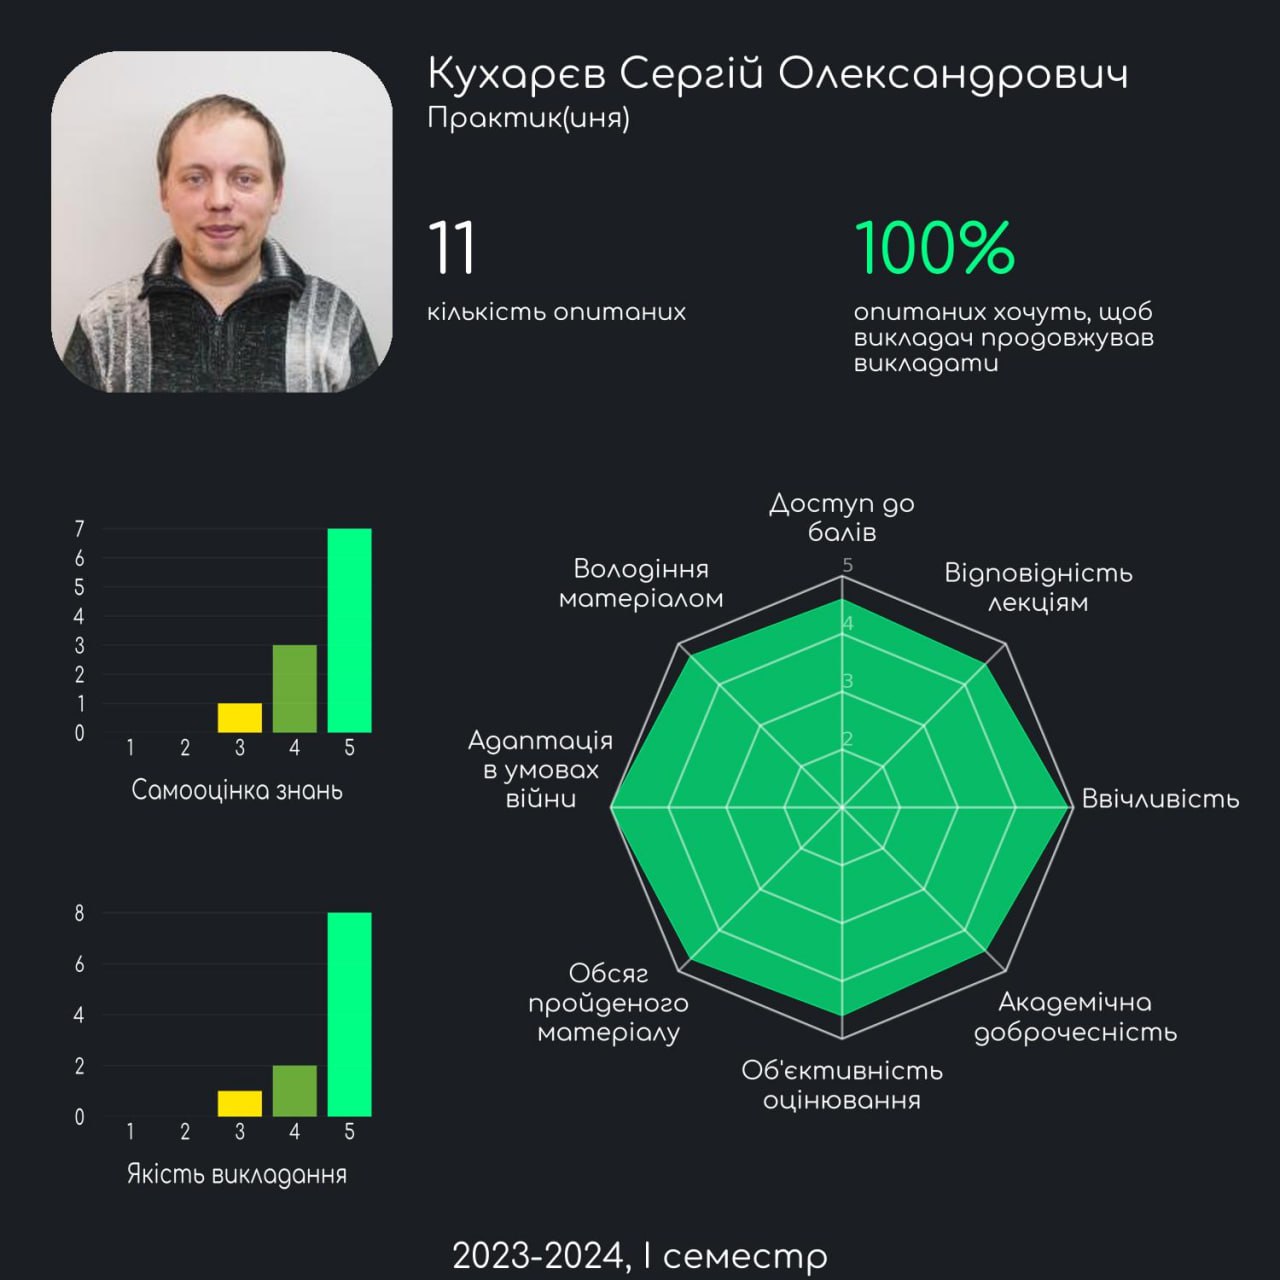 Кухарєв Сергій Олександрович
Практик(иня)
11
кількість опитаних
100%
опитаних хочуть, щоб
викладач продовжував
викладати
7
6
5
4
3
2
1
0
1 2 3 4 5
Самооцінка знань
8
6
4
2
0
1 2 3 4 5
Якість викладання
Доступ до
балів
Відповідність
лекціям
Ввічливість
Академічна
доброчесність
Об'єктивність
оцінювання
Обсяг
пройденого
матеріалу
Адаптація
в умовах
війни
Володіння
матеріалом
5
4
3
2
2023-2024, І семестр